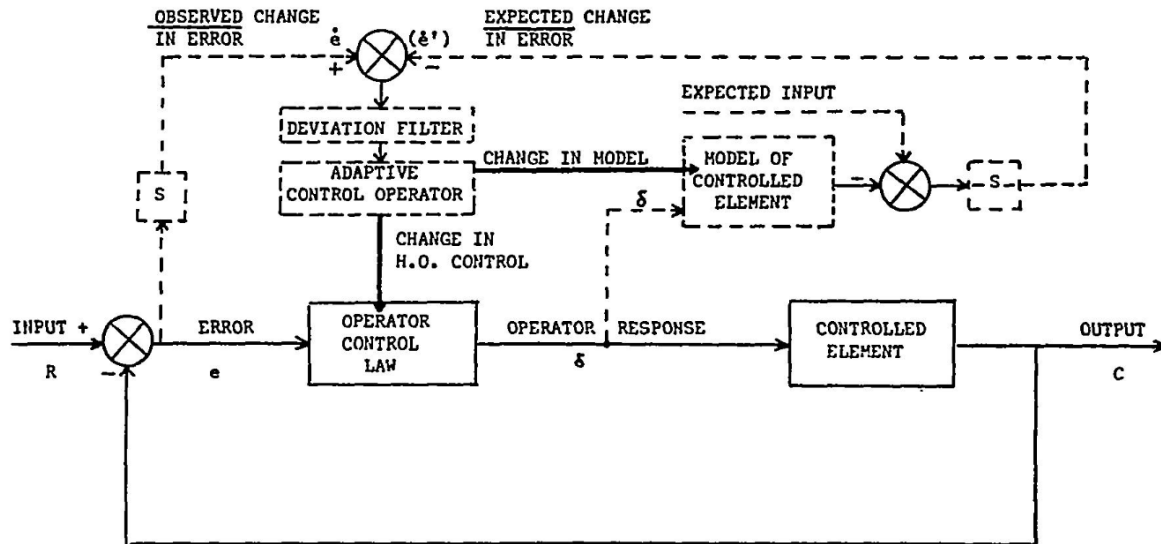 OBSERVED CHANGE
IN ERROR
ė
+
(ė')
−
EXPECTED CHANGE
IN ERROR
EXPECTED INPUT
DEVIATION FILTER
ADAPTIVE
CONTROL OPERATOR
CHANGE IN MODEL
MODEL OF
CONTROLLED
ELEMENT
−
S
S
δ
CHANGE IN
H.O. CONTROL
INPUT +
R
−
ERROR
e
OPERATOR
CONTROL
LAW
OPERATOR RESPONSE
δ
CONTROLLED
ELEMENT
OUTPUT
C